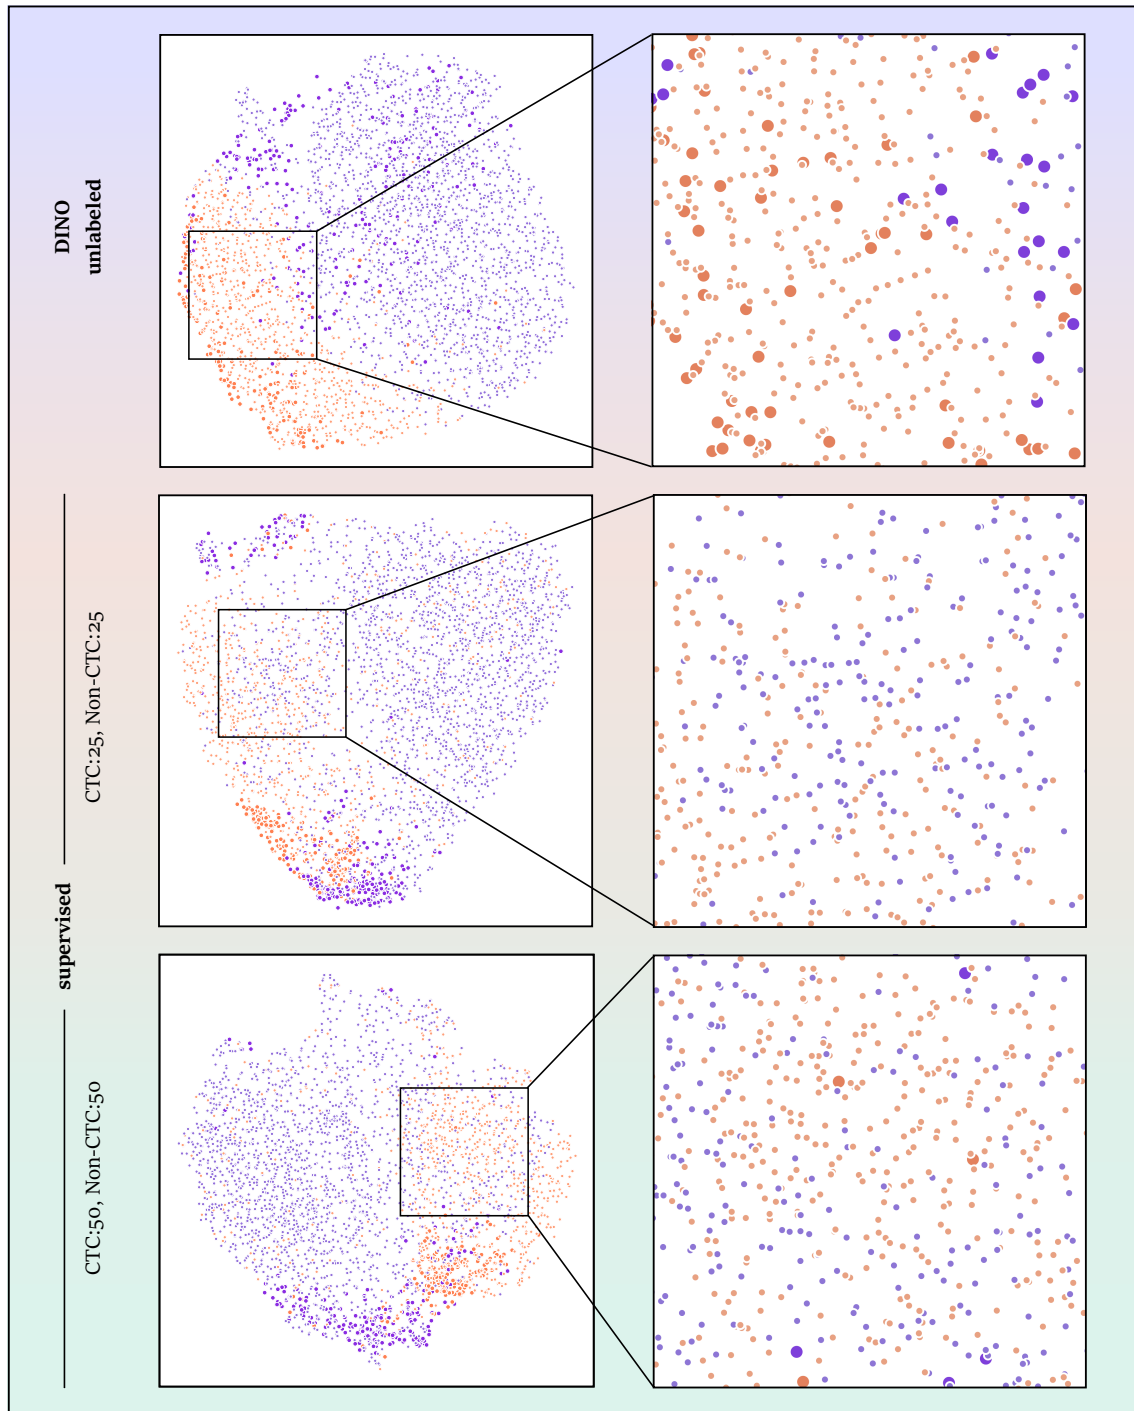 DINO
unlabeled
supervised
CTC:25, Non-CTC:25
CTC:50, Non-CTC:50